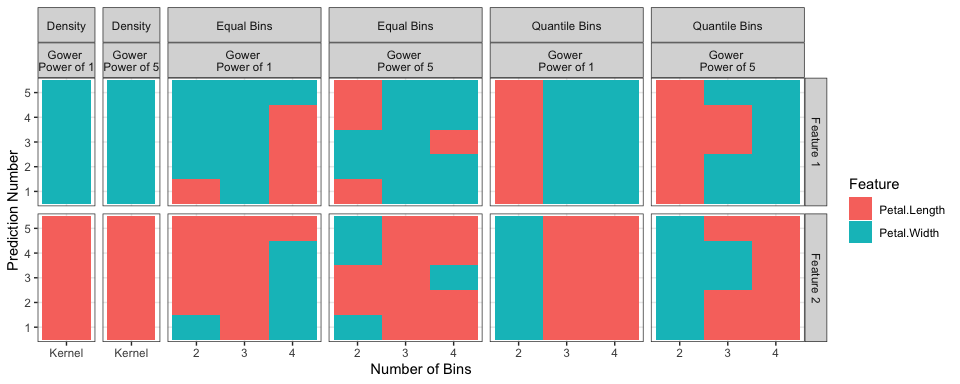 Density
Density
Equal Bins
Equal Bins
Quantile Bins
Quantile Bins
Gower
Power of 1
Gower
Power of 5
Gower
Power of 1
Gower
Power of 5
Gower
Power of 1
Gower
Power of 5
Prediction Number
5
4
3
2
1
Feature 1
5
4
3
2
1
Feature 2
Kernel
Kernel
2 3 4
2 3 4
2 3 4
2 3 4
Number of Bins
Feature
Petal.Length
Petal.Width